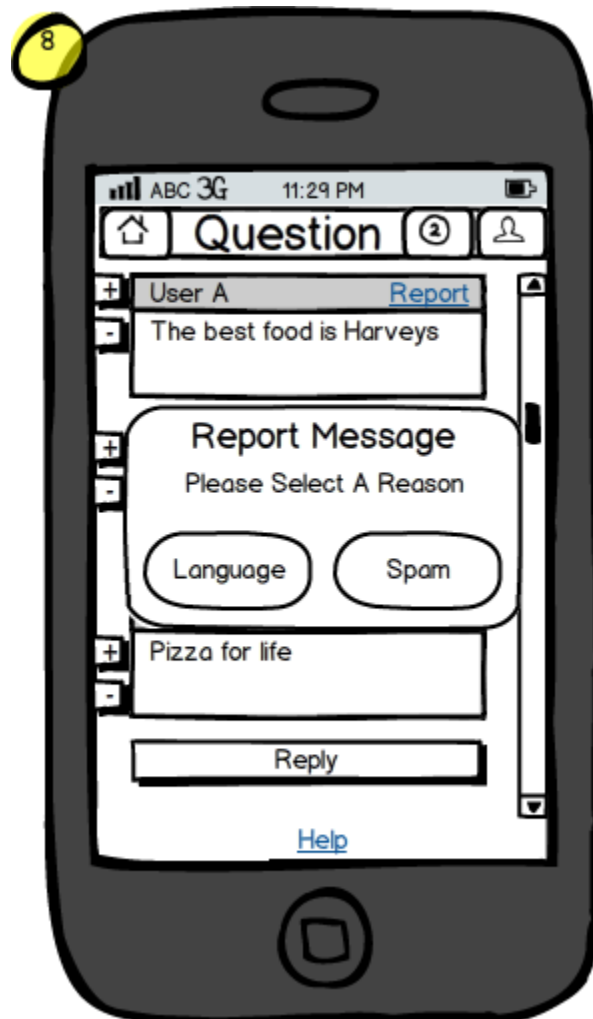 8
ABC 3G 11:29 PM
Question 2
+ User A Report
- The best food is Harveys
Report Message
+
Please Select A Reason
-
Language Spam
+ Pizza for life
-
Reply
Help